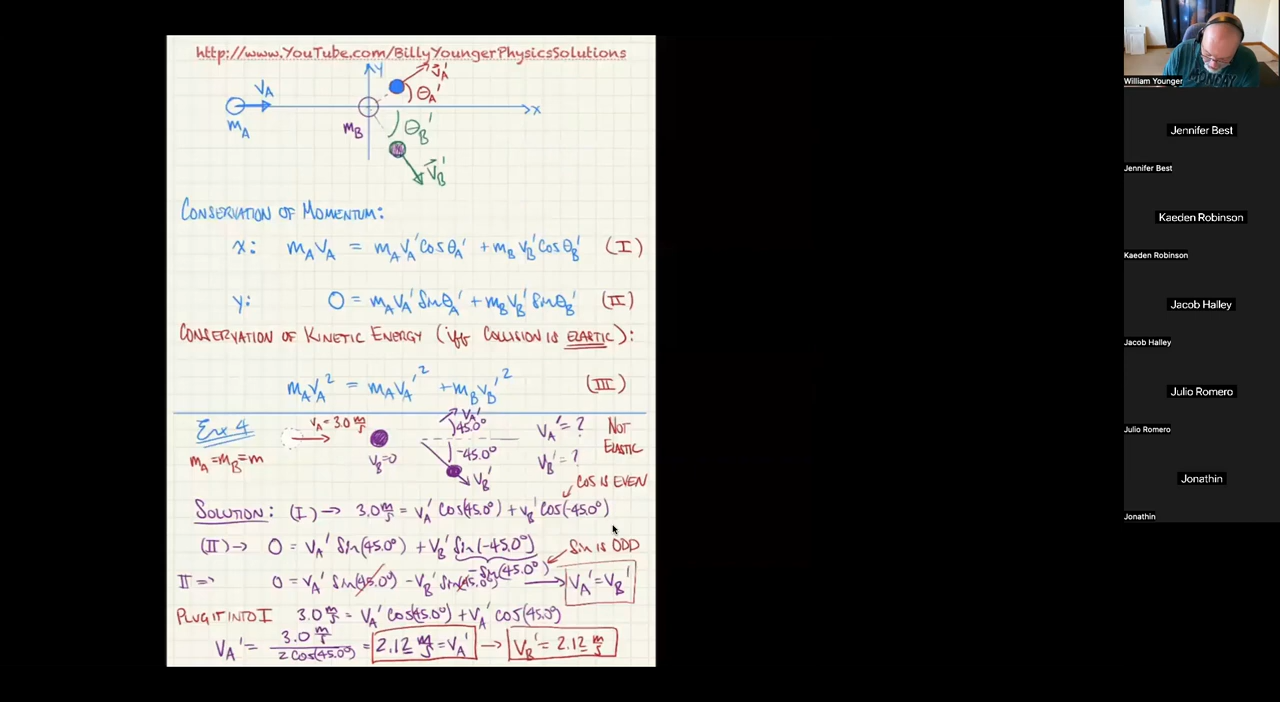 http://www.YouTube.com/BillyYoungerPhysicsSolutions
y
V_A
V_A'
θ_A'
x
m_A
m_B
θ_B'
V_B'
CONSERVATION OF MOMENTUM:
x: m_A V_A = m_A V_A' Cos θ_A' + m_B V_B' Cos θ_B' (I)
y: 0 = m_A V_A' Sin θ_A' + m_B V_B' Sin θ_B' (II)
CONSERVATION OF KINETIC ENERGY (iff COLLISION IS ELASTIC):
m_A V_A² = m_A V_A'² + m_B V_B'² (III)
Ex 4 V_A = 3.0 m/s V_A' 45.0° V_A' = ? NOT
m_A = m_B = m V_B = 0 -45.0° V_B' = ? ELASTIC
V_B' COS IS EVEN
SOLUTION: (I) → 3.0 m/s = V_A' Cos(45.0°) + V_B' Cos(-45.0°)
(II) → 0 = V_A' Sin(45.0°) + V_B' Sin(-45.0°) Sin IS ODD
-Sin(45.0°)
II ⇒ 0 = V_A' Sin(45.0°) - V_B' Sin(45.0°) → V_A' = V_B'
PLUG IT INTO I 3.0 m/s = V_A' Cos(45.0°) + V_A' Cos(45.0°)
V_A' = 3.0 m/s / 2 Cos(45.0°) = 2.12 m/s = V_A' → V_B' = 2.12 m/s
MONDAY
William Younger
Jennifer Best
Jennifer Best
Kaeden Robinson
Kaeden Robinson
Jacob Halley
Jacob Halley
Julio Romero
Julio Romero
Jonathin
Jonathin